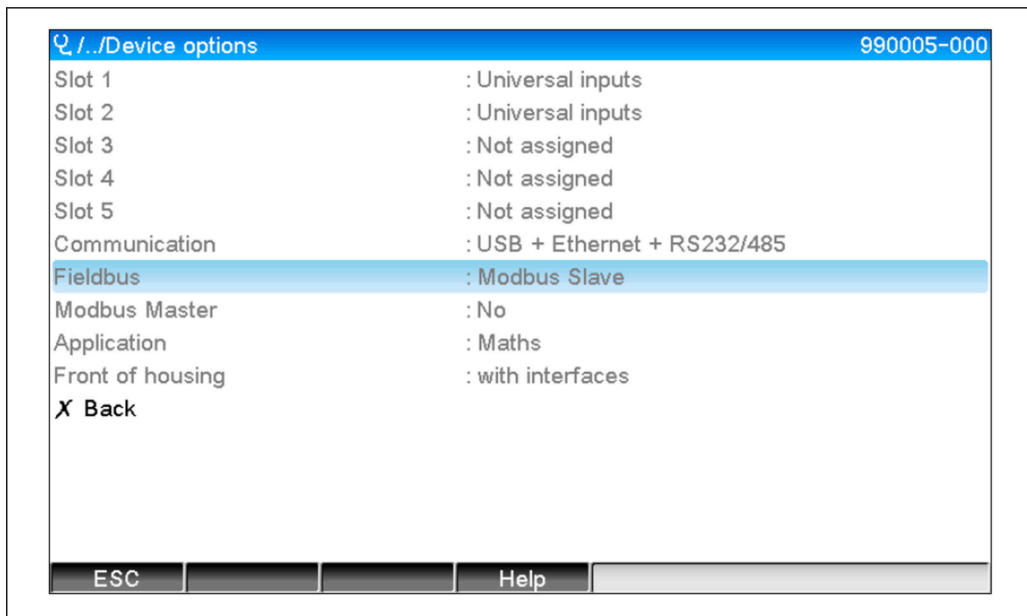 /../Device options 990005-000
Slot 1 : Universal inputs
Slot 2 : Universal inputs
Slot 3 : Not assigned
Slot 4 : Not assigned
Slot 5 : Not assigned
Communication : USB + Ethernet + RS232/485
Fieldbus : Modbus Slave
Modbus Master : No
Application : Maths
Front of housing : with interfaces
X Back
ESC Help